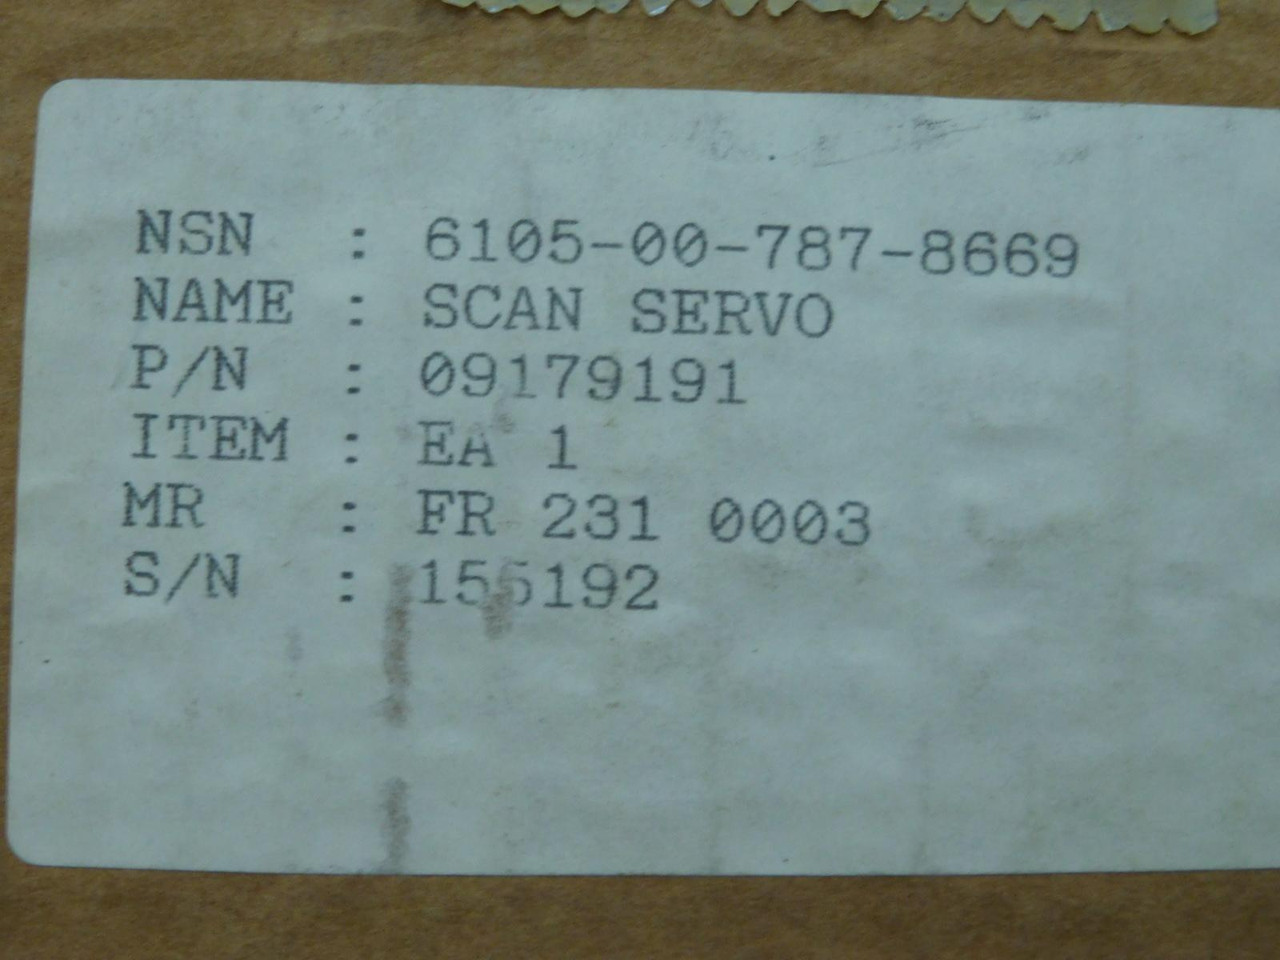 NSN : 6105-00-787-8669
NAME : SCAN SERVO
P/N : 09179191
ITEM : EA 1
MR : FR 231 0003
S/N : 155192